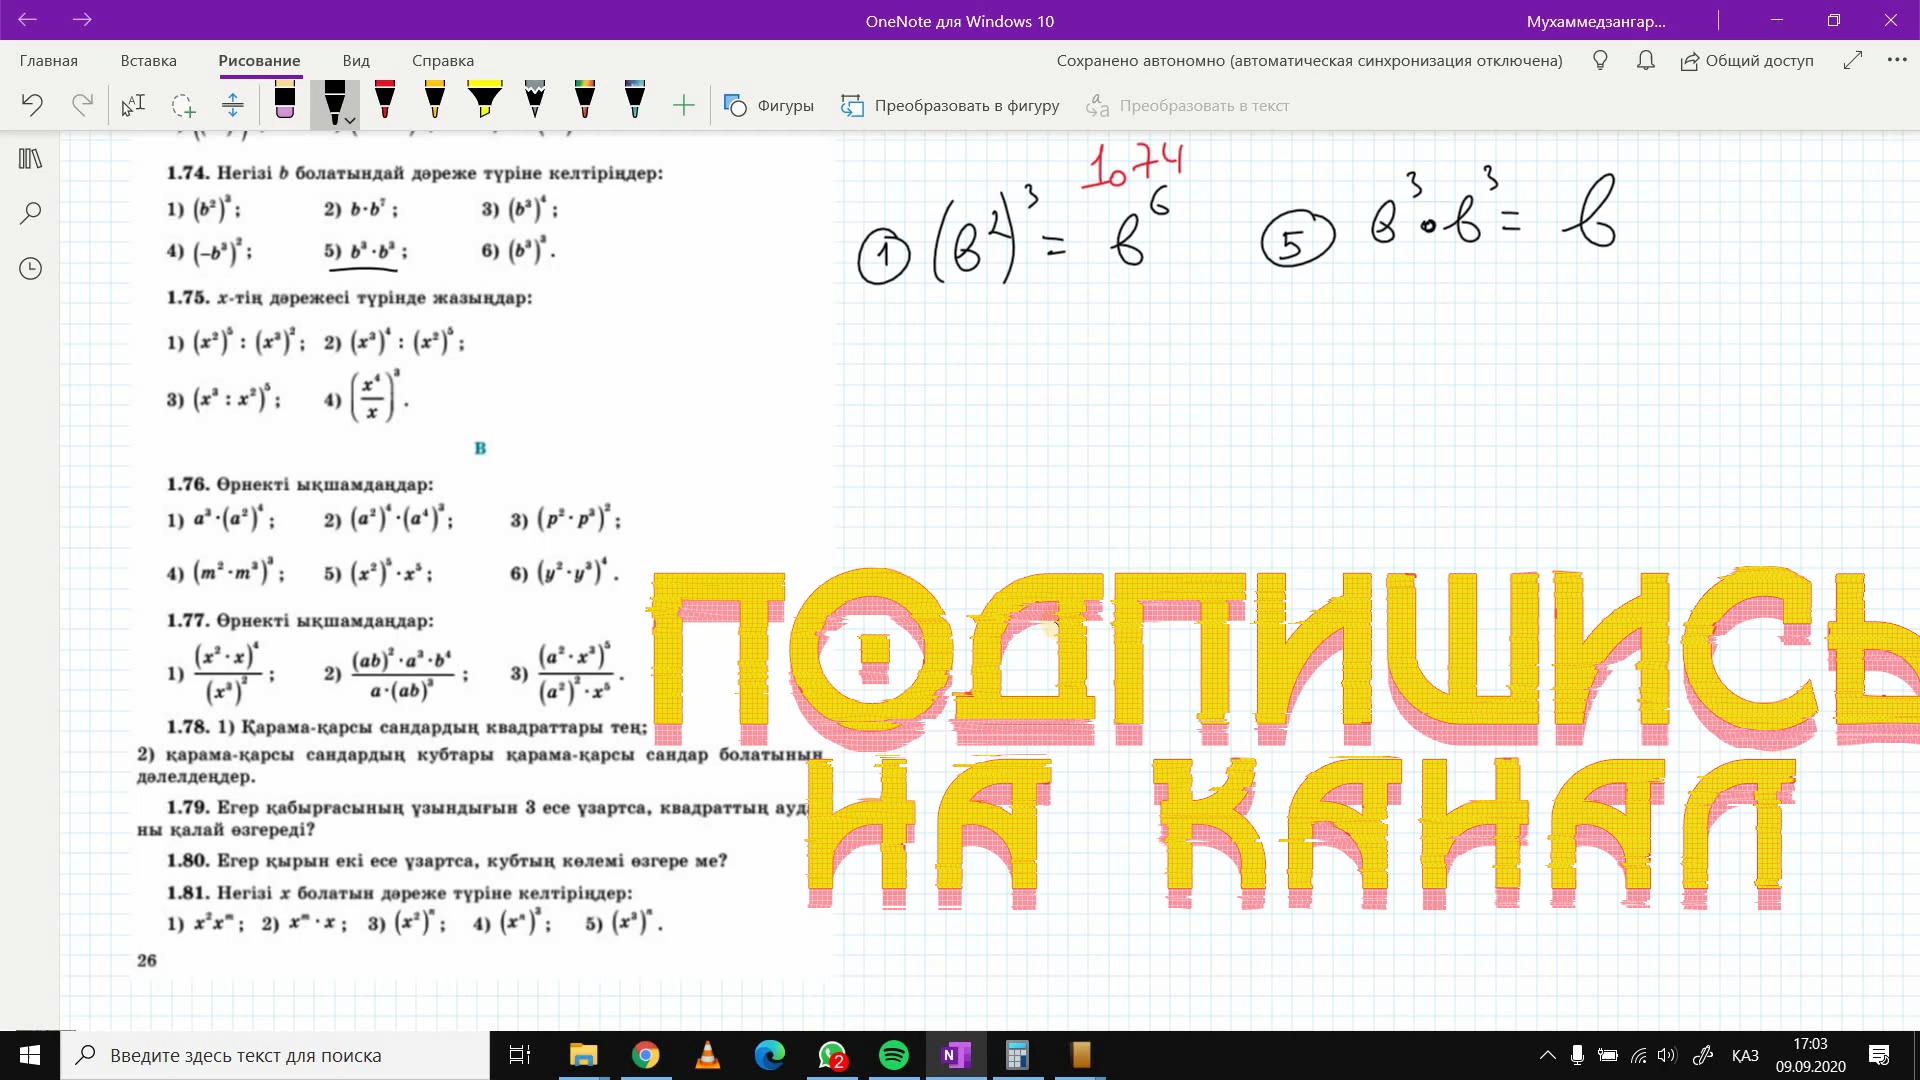 OneNote для Windows 10
Мухаммедзангар...
Главная Вставка Рисование Вид Справка
Сохранено автономно (автоматическая синхронизация отключена)
Общий доступ
Фигуры Преобразовать в фигуру Преобразовать в текст
1.74. Негізі b болатындай дәреже түріне келтіріңдер:
1) (b²)³; 2) b·b⁷; 3) (b³)⁴;
4) (–b³)²; 5) b³·b³; 6) (b³)³.
1.75. x-тің дәрежесі түрінде жазыңдар:
1) (x²)⁵ : (x³)²; 2) (x³)⁴ : (x²)⁵;
3) (x³ : x²)⁵; 4) (x⁴/x)³.
В
1.76. Өрнекті ықшамдаңдар:
1) a³·(a²)⁴; 2) (a²)⁴·(a⁴)³; 3) (p²·p³)²;
4) (m²·m³)³; 5) (x²)⁵·x⁵; 6) (y²·y³)⁴.
1.77. Өрнекті ықшамдаңдар:
1) (x²·x)⁴/(x³)²; 2) (ab)²·a³·b⁴/a·(ab)³; 3) (a²·x³)⁵/(a²)²·x⁵.
1.78. 1) Қарама-қарсы сандардың квадраттары тең;
2) қарама-қарсы сандардың кубтары қарама-қарсы сандар болатынын
дәлелдеңдер.
1.79. Егер қабырғасының ұзындығын 3 есе ұзартса, квадраттың ауда
ны қалай өзгереді?
1.80. Егер қырын екі есе ұзартса, кубтың көлемі өзгере ме?
1.81. Негізі x болатын дәреже түріне келтіріңдер:
1) x²xᵐ; 2) xᵐ·x; 3) (x²)ⁿ; 4) (xⁿ)³; 5) (x³)ⁿ.
26
1.74
1 (b²)³ = b⁶ 5 b³·b³ = b
ПОДПИШИСЬ
НА КАНАЛ
Введите здесь текст для поиска
2
ҚАЗ
17:03
09.09.2020